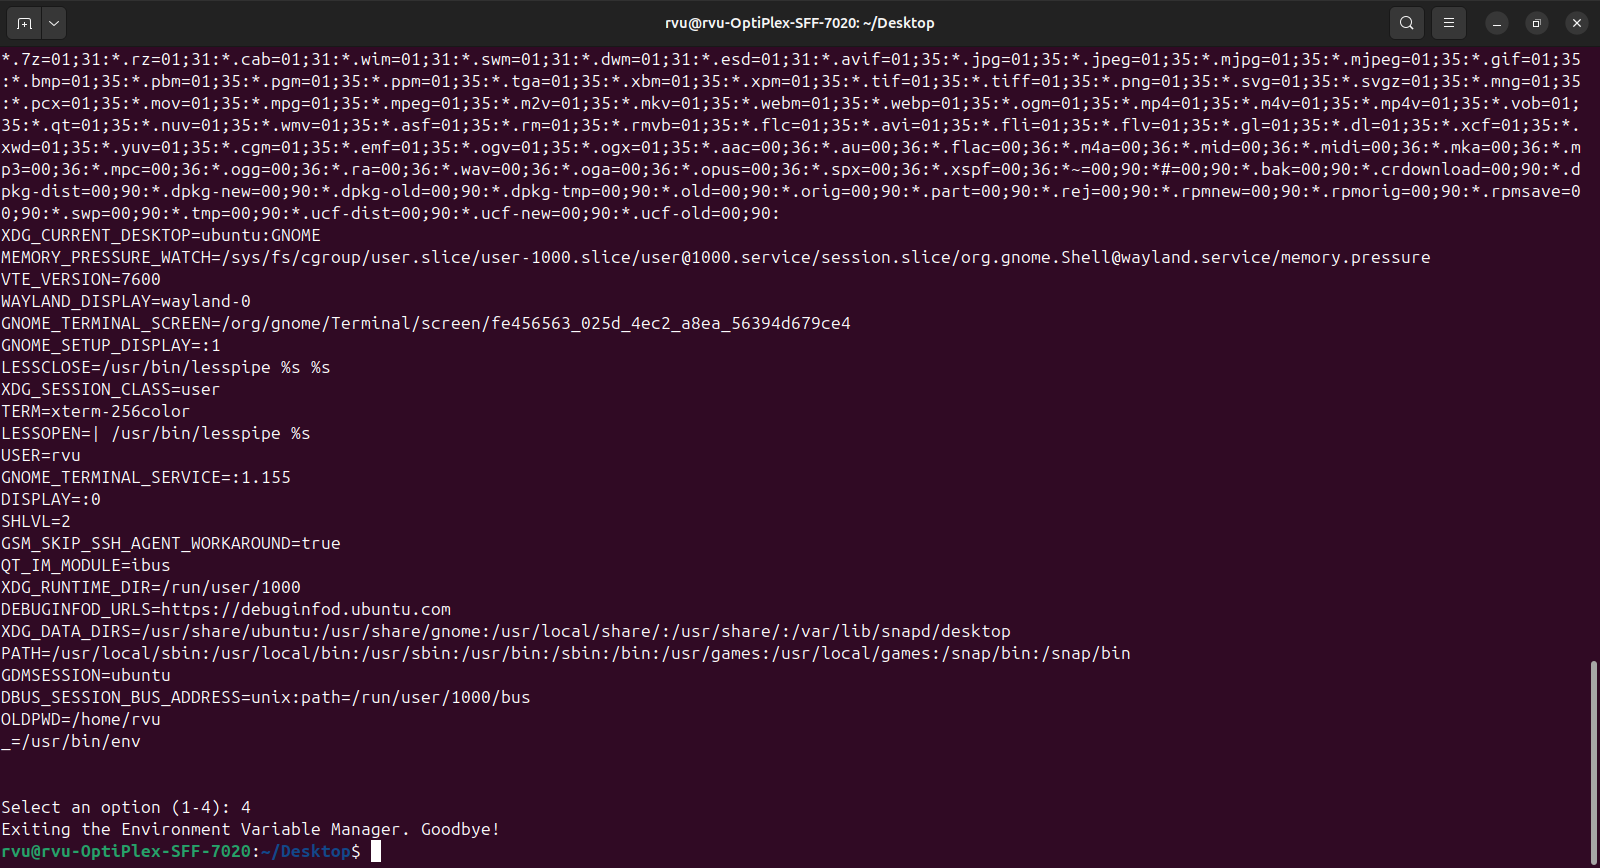 rvu@rvu-OptiPlex-SFF-7020: ~/Desktop
*.7z=01;31:*.rz=01;31:*.cab=01;31:*.wim=01;31:*.swm=01;31:*.dwm=01;31:*.esd=01;31:*.avif=01;35:*.jpg=01;35:*.jpeg=01;35:*.mjpg=01;35:*.mjpeg=01;35:*.gif=01;35
:*.bmp=01;35:*.pbm=01;35:*.pgm=01;35:*.ppm=01;35:*.tga=01;35:*.xbm=01;35:*.xpm=01;35:*.tif=01;35:*.tiff=01;35:*.png=01;35:*.svg=01;35:*.svgz=01;35:*.mng=01;35
:*.pcx=01;35:*.mov=01;35:*.mpg=01;35:*.mpeg=01;35:*.m2v=01;35:*.mkv=01;35:*.webm=01;35:*.webp=01;35:*.ogm=01;35:*.mp4=01;35:*.m4v=01;35:*.mp4v=01;35:*.vob=01;
35:*.qt=01;35:*.nuv=01;35:*.wmv=01;35:*.asf=01;35:*.rm=01;35:*.rmvb=01;35:*.flc=01;35:*.avi=01;35:*.fli=01;35:*.flv=01;35:*.gl=01;35:*.dl=01;35:*.xcf=01;35:*.
xwd=01;35:*.yuv=01;35:*.cgm=01;35:*.emf=01;35:*.ogv=01;35:*.ogx=01;35:*.aac=00;36:*.au=00;36:*.flac=00;36:*.m4a=00;36:*.mid=00;36:*.midi=00;36:*.mka=00;36:*.m
p3=00;36:*.mpc=00;36:*.ogg=00;36:*.ra=00;36:*.wav=00;36:*.oga=00;36:*.opus=00;36:*.spx=00;36:*.xspf=00;36:*~=00;90:*#=00;90:*.bak=00;90:*.crdownload=00;90:*.d
pkg-dist=00;90:*.dpkg-new=00;90:*.dpkg-old=00;90:*.dpkg-tmp=00;90:*.old=00;90:*.orig=00;90:*.part=00;90:*.rej=00;90:*.rpmnew=00;90:*.rpmorig=00;90:*.rpmsave=0
0;90:*.swp=00;90:*.tmp=00;90:*.ucf-dist=00;90:*.ucf-new=00;90:*.ucf-old=00;90:
XDG_CURRENT_DESKTOP=ubuntu:GNOME
MEMORY_PRESSURE_WATCH=/sys/fs/cgroup/user.slice/user-1000.slice/user@1000.service/session.slice/org.gnome.Shell@wayland.service/memory.pressure
VTE_VERSION=7600
WAYLAND_DISPLAY=wayland-0
GNOME_TERMINAL_SCREEN=/org/gnome/Terminal/screen/fe456563_025d_4ec2_a8ea_56394d679ce4
GNOME_SETUP_DISPLAY=:1
LESSCLOSE=/usr/bin/lesspipe %s %s
XDG_SESSION_CLASS=user
TERM=xterm-256color
LESSOPEN=| /usr/bin/lesspipe %s
USER=rvu
GNOME_TERMINAL_SERVICE=:1.155
DISPLAY=:0
SHLVL=2
GSM_SKIP_SSH_AGENT_WORKAROUND=true
QT_IM_MODULE=ibus
XDG_RUNTIME_DIR=/run/user/1000
DEBUGINFOD_URLS=https://debuginfod.ubuntu.com
XDG_DATA_DIRS=/usr/share/ubuntu:/usr/share/gnome:/usr/local/share/:/usr/share/:/var/lib/snapd/desktop
PATH=/usr/local/sbin:/usr/local/bin:/usr/sbin:/usr/bin:/sbin:/bin:/usr/games:/usr/local/games:/snap/bin:/snap/bin
GDMSESSION=ubuntu
DBUS_SESSION_BUS_ADDRESS=unix:path=/run/user/1000/bus
OLDPWD=/home/rvu
_=/usr/bin/env
Select an option (1-4): 4
Exiting the Environment Variable Manager. Goodbye!
rvu@rvu-OptiPlex-SFF-7020:~/Desktop$